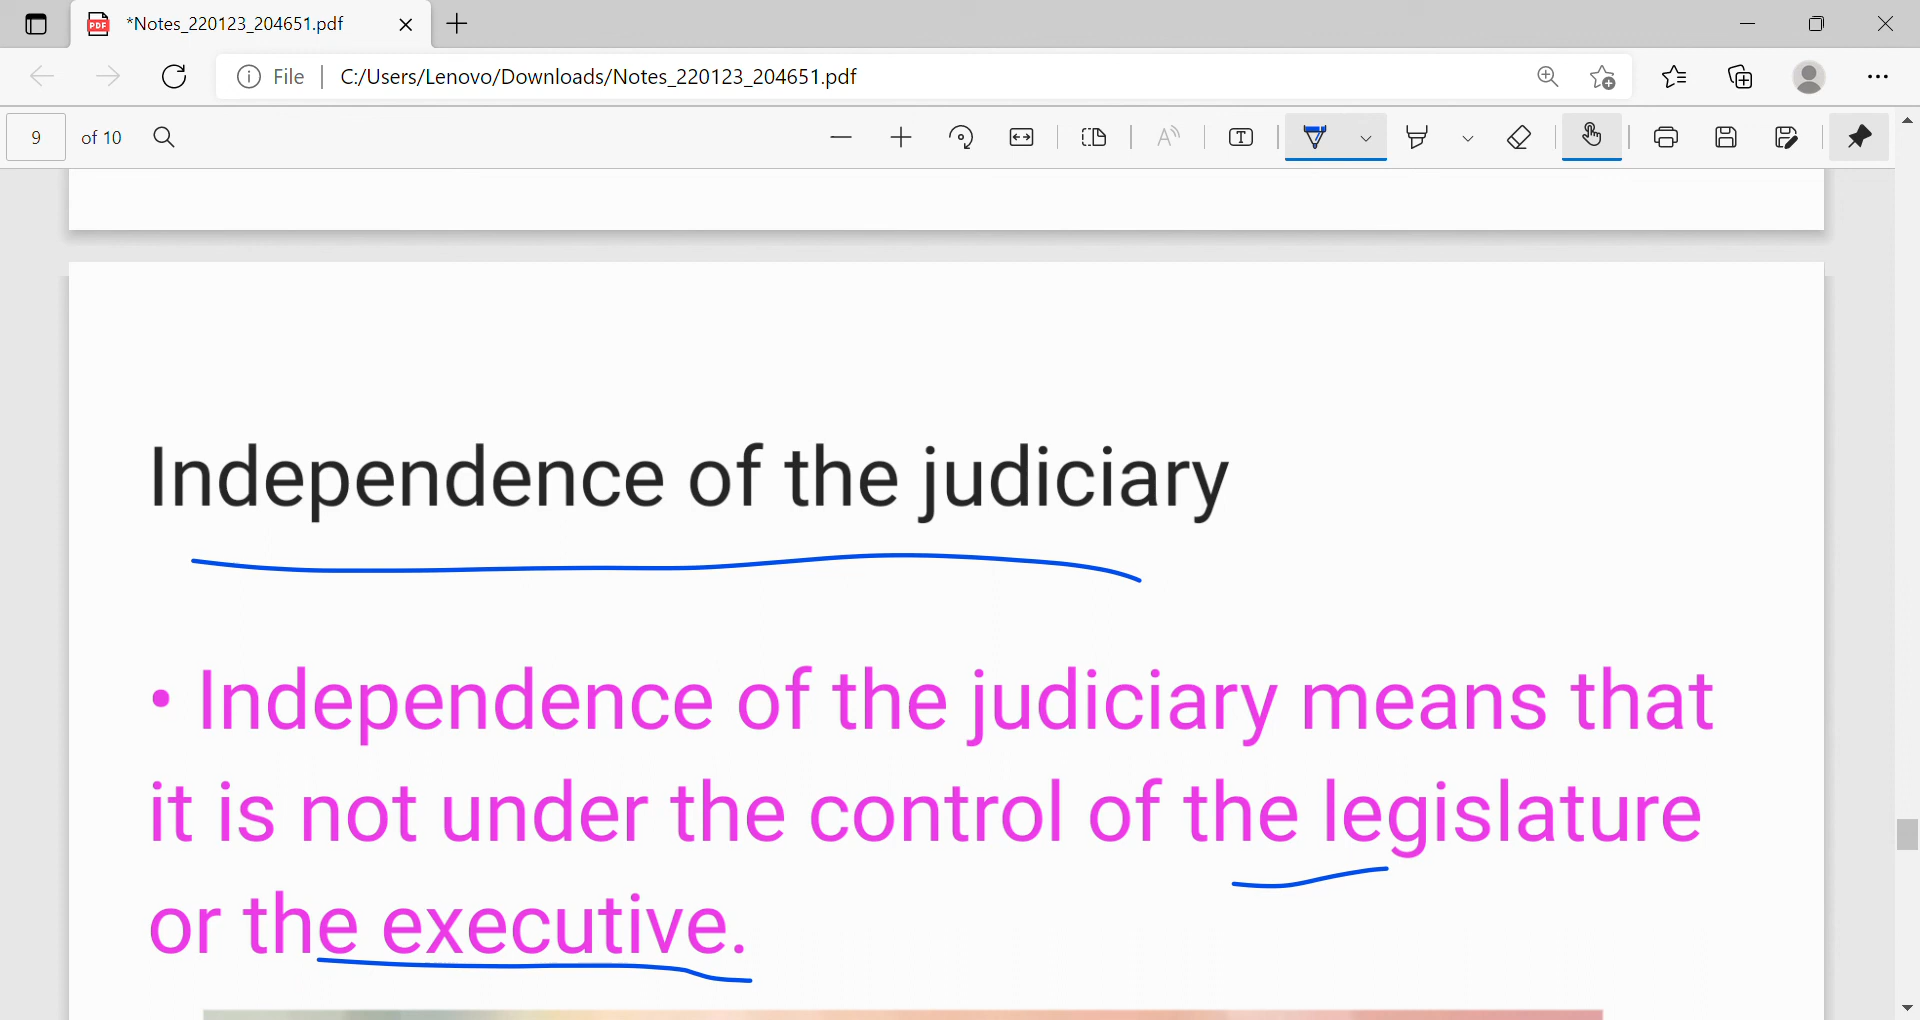 *Notes_220123_204651.pdf
File C:/Users/Lenovo/Downloads/Notes_220123_204651.pdf
9 of 10
Independence of the judiciary
• Independence of the judiciary means that
it is not under the control of the legislature
or the executive.